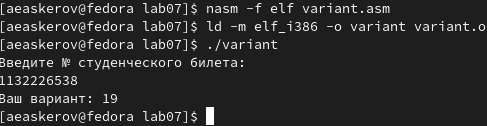 [aeaskerov@fedora lab07]$ nasm -f elf variant.asm
[aeaskerov@fedora lab07]$ ld -m elf_i386 -o variant variant.o
[aeaskerov@fedora lab07]$ ./variant
Введите № студенческого билета:
1132226538
Ваш вариант: 19
[aeaskerov@fedora lab07]$